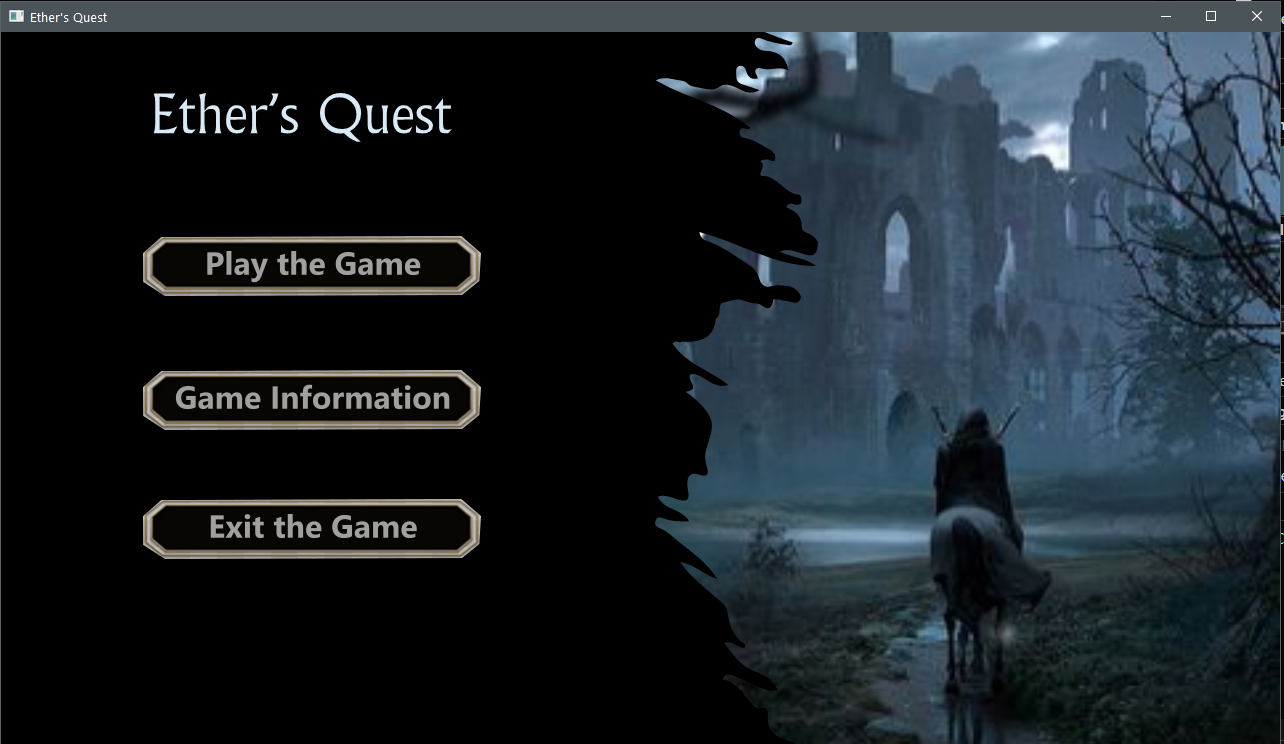 Ether's Quest
Ether’s Quest
Play the Game
Game Information
Exit the Game